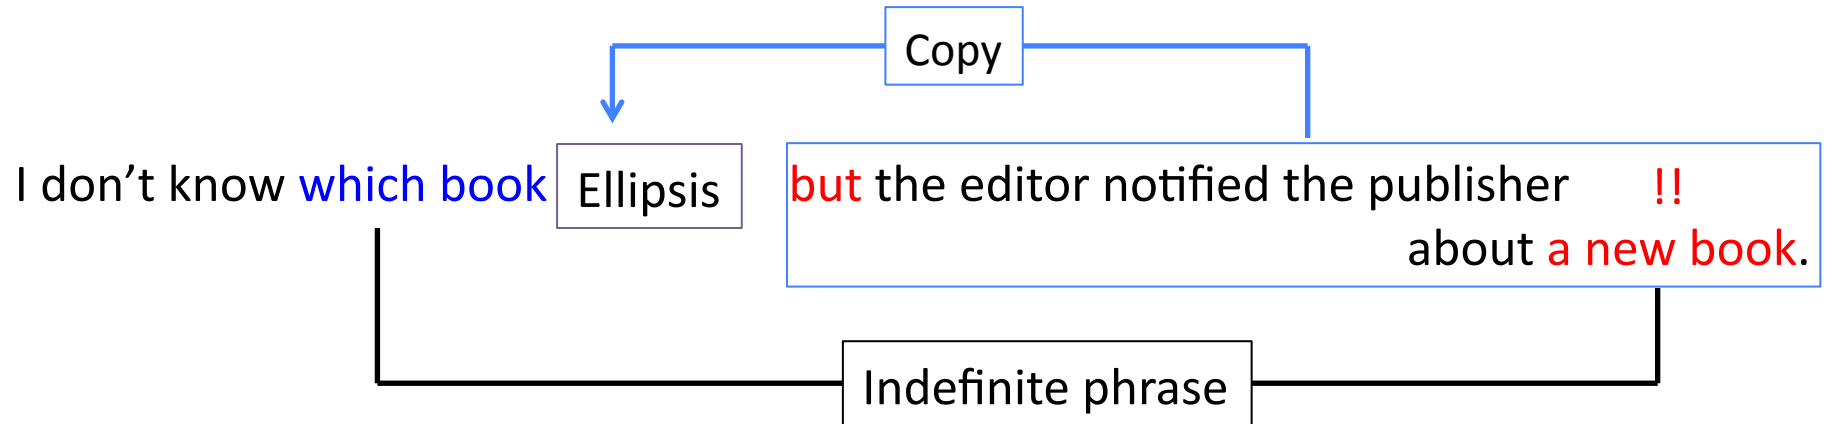 Copy
I don’t know which book Ellipsis but the editor notified the publisher !!
about a new book.
Indefinite phrase